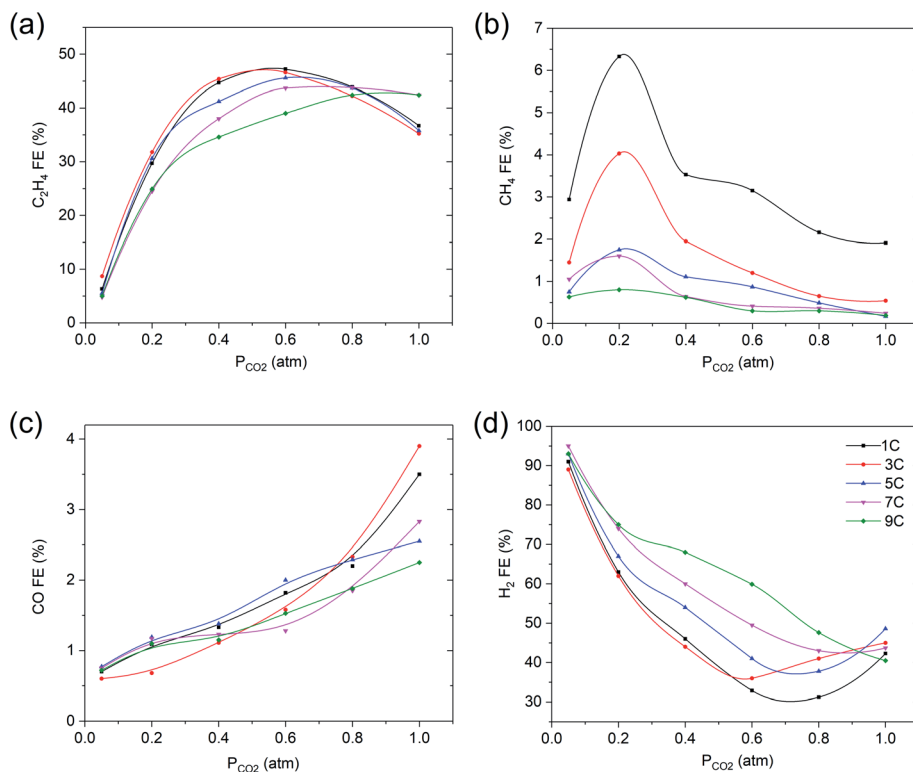 (a)
C2H4 FE (%)
50
40
30
20
10
0
0.0 0.2 0.4 0.6 0.8 1.0
PCO2 (atm)
(b)
CH4 FE (%)
7
6
5
4
3
2
1
0
0.0 0.2 0.4 0.6 0.8 1.0
PCO2 (atm)
(c)
CO FE (%)
4
3
2
1
0
0.0 0.2 0.4 0.6 0.8 1.0
PCO2 (atm)
(d)
H2 FE (%)
100
90
80
70
60
50
40
30
0.0 0.2 0.4 0.6 0.8 1.0
PCO2 (atm)
1C
3C
5C
7C
9C